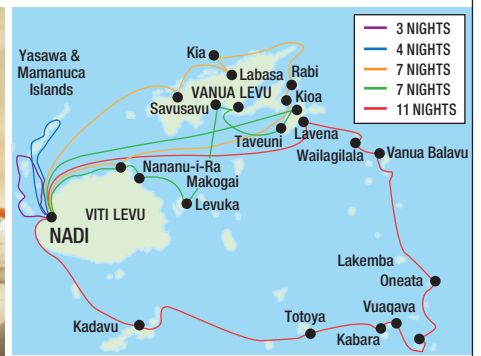 Yasawa &
Mamanuca
Islands
Kia
Labasa
Rabi
VANUA LEVU
Kioa
Savusavu
Lavena
Taveuni
Wailagilala
Vanua Balavu
Nananu-i-Ra
Makogai
VITI LEVU
Levuka
NADI
Lakemba
Oneata
Vuaqava
Totoya
Kadavu
Kabara
3 NIGHTS
4 NIGHTS
7 NIGHTS
7 NIGHTS
11 NIGHTS